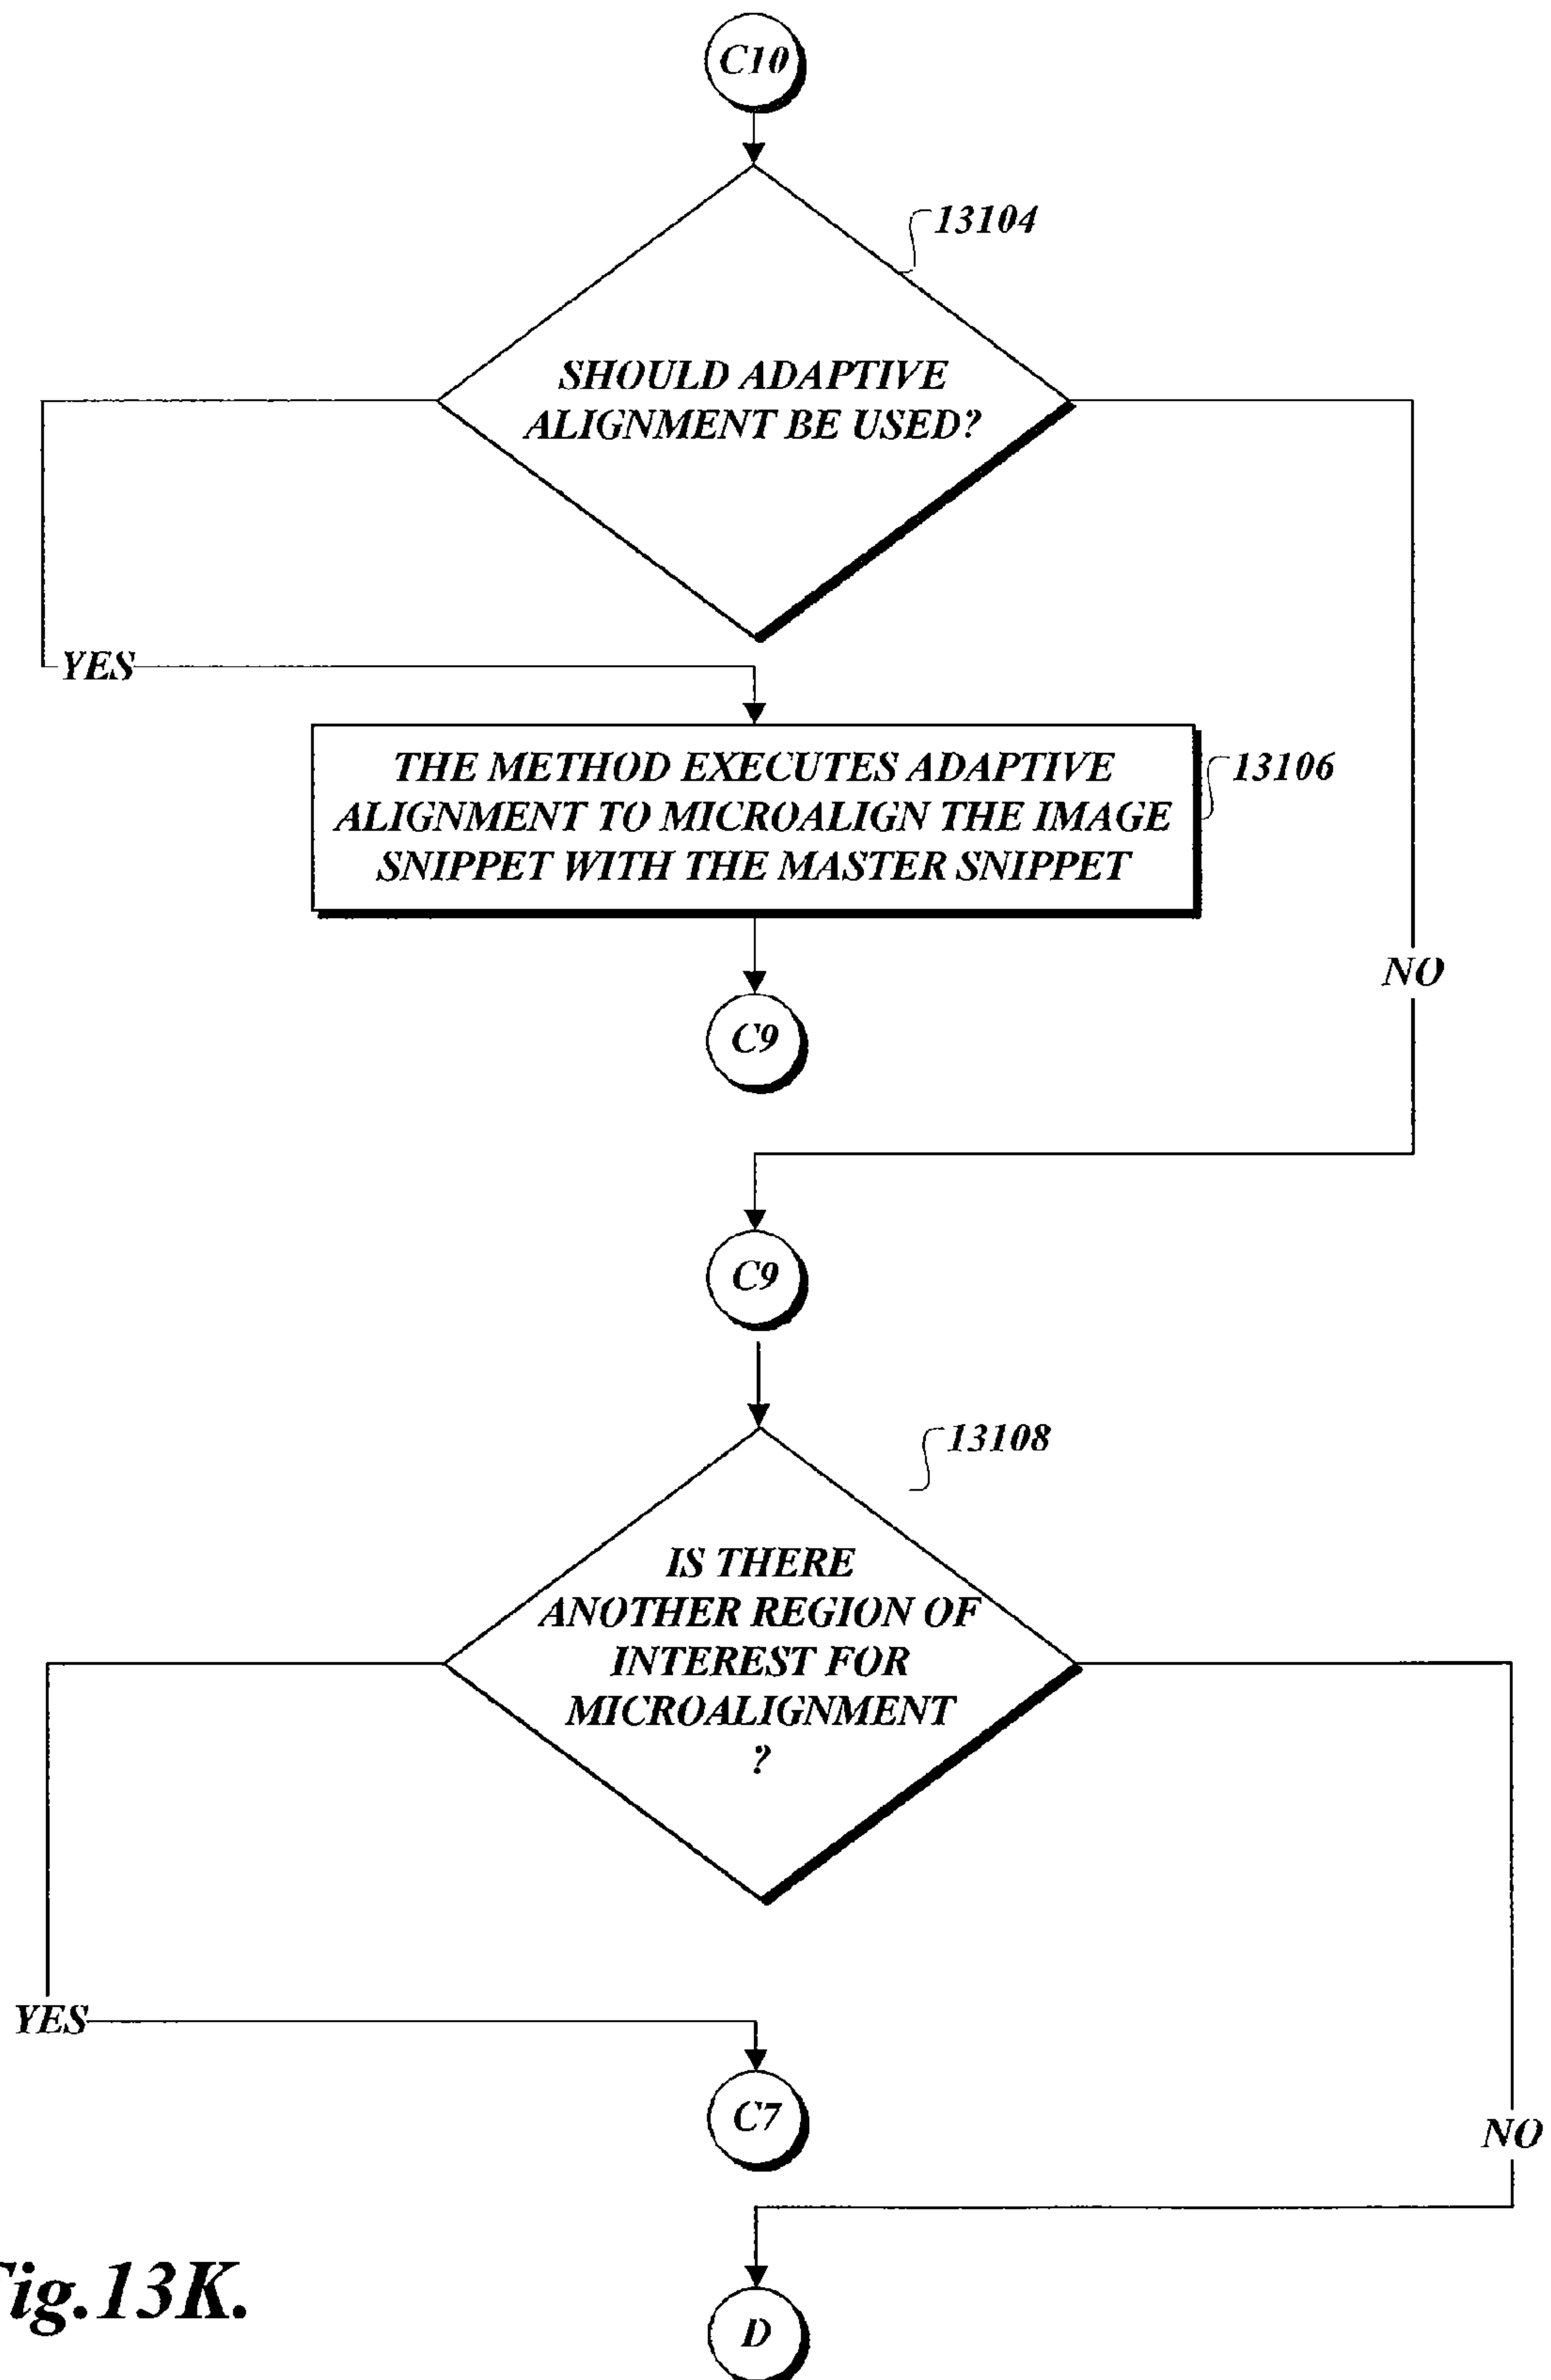 C10
13104
SHOULD ADAPTIVE
ALIGNMENT BE USED?
YES
THE METHOD EXECUTES ADAPTIVE
ALIGNMENT TO MICROALIGN THE IMAGE
SNIPPET WITH THE MASTER SNIPPET
13106
NO
C9
C9
13108
IS THERE
ANOTHER REGION OF
INTEREST FOR
MICROALIGNMENT
?
YES
C7
NO
D
Fig.13K.